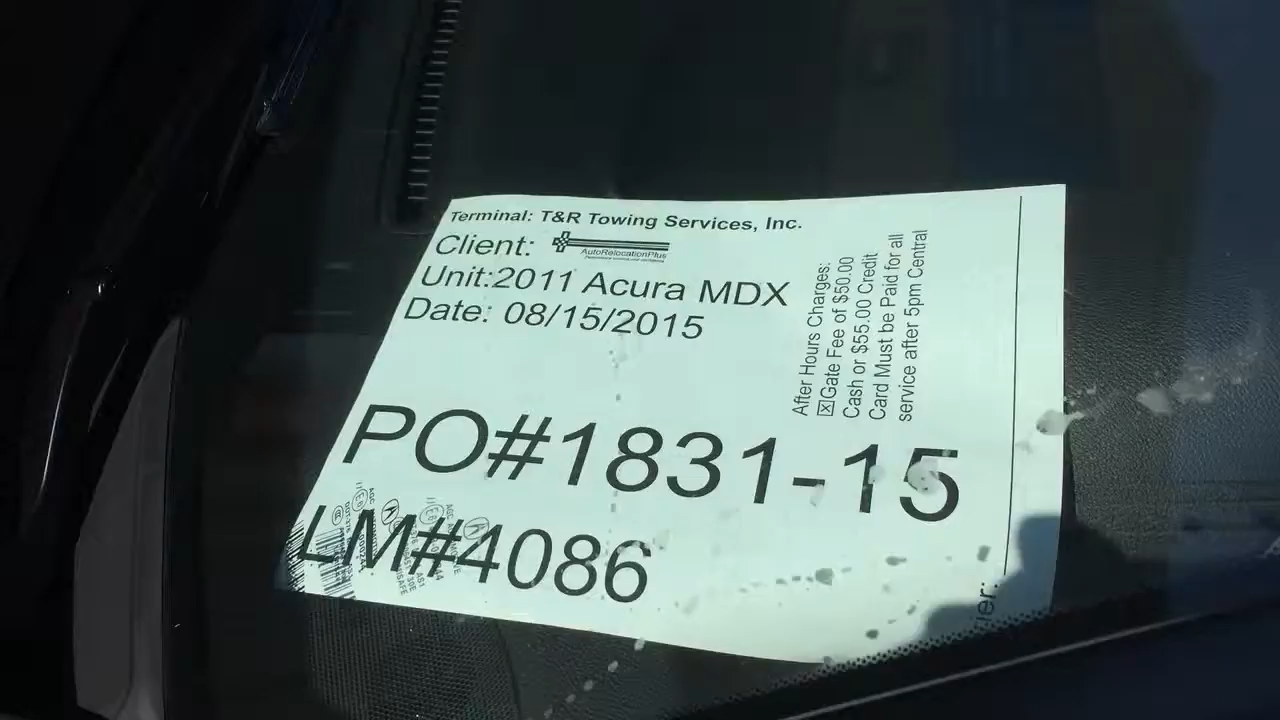 Terminal: T&R Towing Services, Inc.
Client: AutoRelocationPlus
Unit:2011 Acura MDX
Date: 08/15/2015
After Hours Charges:
☒Gate Fee of $50.00
Cash or $55.00 Credit
Card Must be Paid for all
service after 5pm Central
PO#1831-15
LM#4086